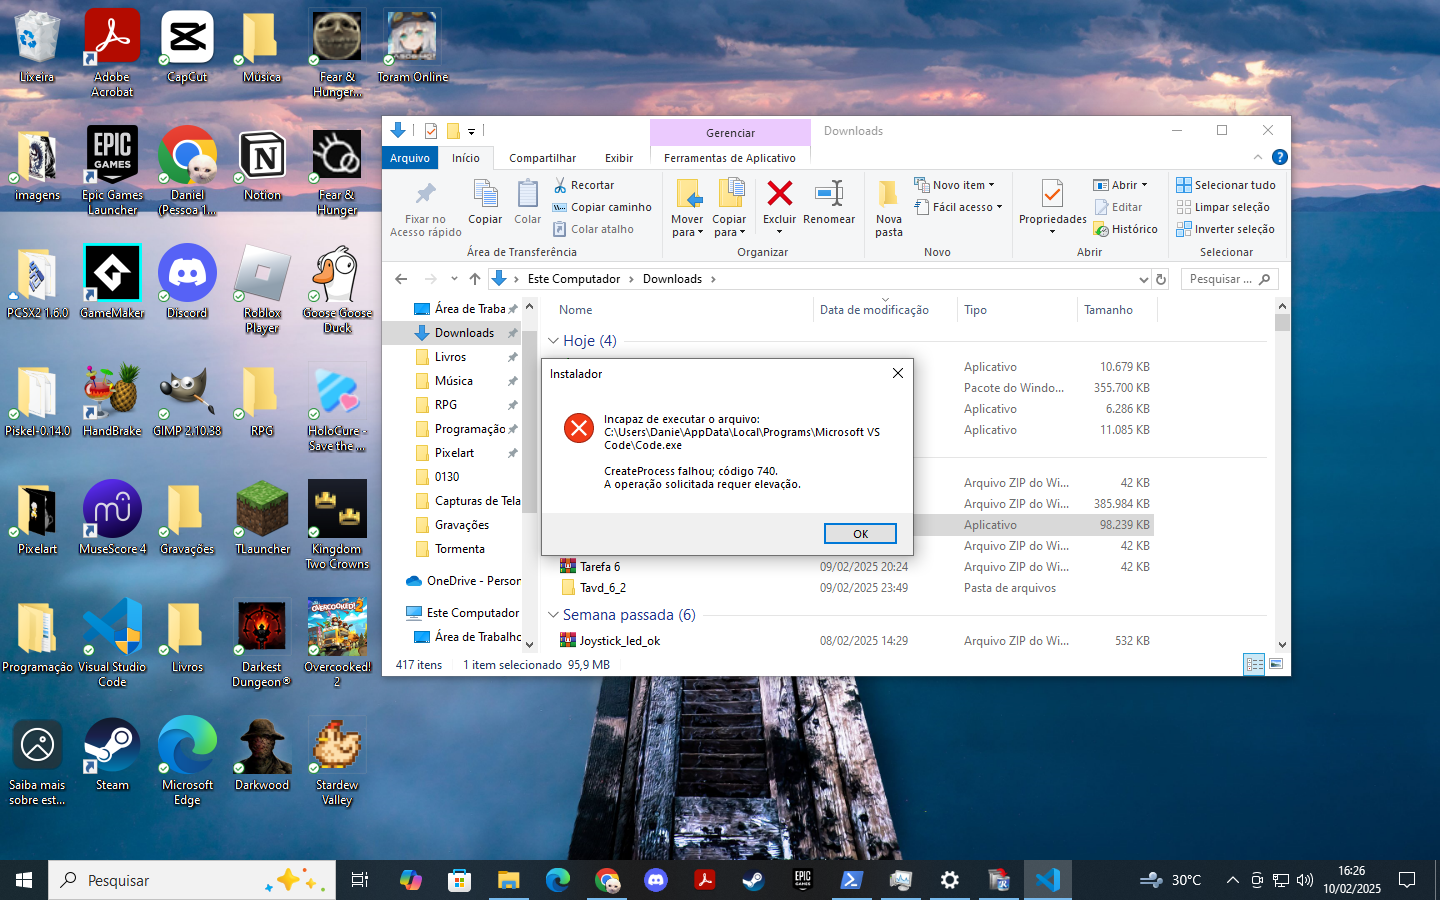 Lixeira
Adobe
Acrobat
CapCut
Música
Fear &
Hunger...
Toram Online
imagens
EPIC
GAMES
Epic Games
Launcher
Daniel
(Pessoa 1...
Notion
Fear &
Hunger
PCSX2 1.6.0
GameMaker
Discord
Roblox
Player
Goose Goose
Duck
Piskel-0.14.0
HandBrake
GIMP 2.10.38
RPG
HoloCure -
Save the ...
Pixelart
MuseScore 4
Gravações
TLauncher
Kingdom
Two Crowns
Programação
Visual Studio
Code
Livros
Darkest
Dungeon®
OVERCOOKED! 2
Overcooked!
2
Saiba mais
sobre est...
Steam
Microsoft
Edge
Darkwood
Stardew
Valley
Gerenciar
Downloads
Arquivo
Início
Compartilhar
Exibir
Ferramentas de Aplicativo
Fixar no
Acesso rápido
Copiar
Colar
Recortar
Copiar caminho
Colar atalho
Área de Transferência
Mover
para
Copiar
para
Excluir
Renomear
Organizar
Nova
pasta
Novo item
Fácil acesso
Novo
Propriedades
Abrir
Editar
Histórico
Abrir
Selecionar tudo
Limpar seleção
Inverter seleção
Selecionar
Este Computador
Downloads
Pesquisar ...
Área de Traba
Downloads
Livros
Música
RPG
Programação
Pixelart
0130
Capturas de Tela
Gravações
Tormenta
OneDrive - Person
Este Computador
Área de Trabalho
Nome
Data de modificação
Tipo
Tamanho
Hoje (4)
Aplicativo 10.679 KB
Pacote do Windo... 355.700 KB
Aplicativo 6.286 KB
Aplicativo 11.085 KB
Arquivo ZIP do Wi... 42 KB
Arquivo ZIP do Wi... 385.984 KB
Aplicativo 98.239 KB
Arquivo ZIP do Wi... 42 KB
Tarefa 6 09/02/2025 20:24 Arquivo ZIP do Wi... 42 KB
Tavd_6_2 09/02/2025 23:49 Pasta de arquivos
Semana passada (6)
Joystick_led_ok 08/02/2025 14:29 Arquivo ZIP do Wi... 532 KB
417 itens
1 item selecionado 95,9 MB
Instalador
Incapaz de executar o arquivo:
C:\Users\Danie\AppData\Local\Programs\Microsoft VS
Code\Code.exe
CreateProcess falhou; código 740.
A operação solicitada requer elevação.
OK
Pesquisar
30°C
16:26
10/02/2025